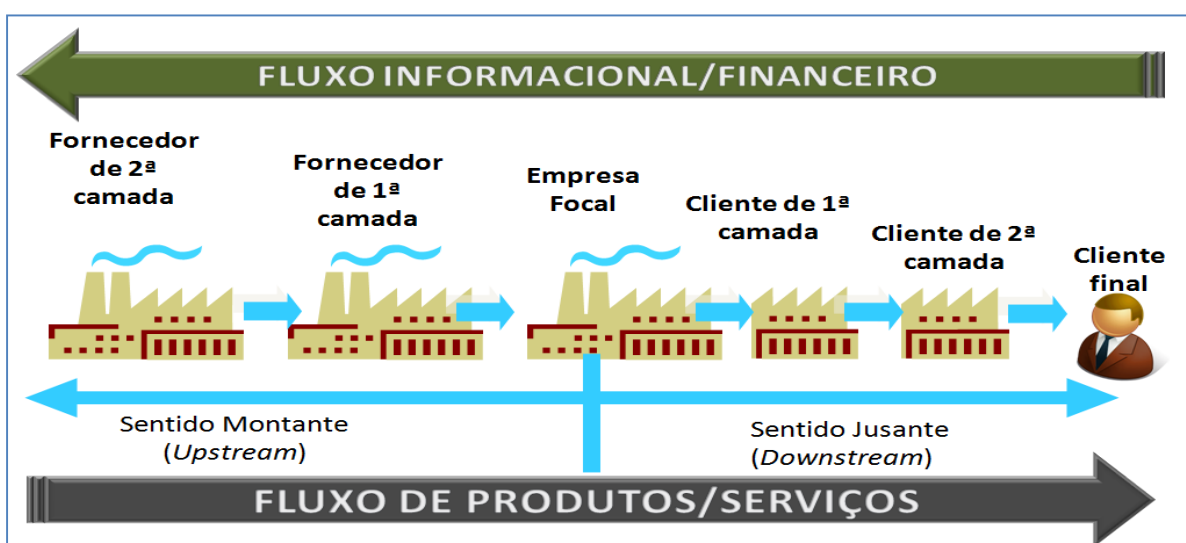 FLUXO INFORMACIONAL/FINANCEIRO
Fornecedor
de 2ª
camada
Fornecedor
de 1ª
camada
Empresa
Focal
Cliente de 1ª
camada
Cliente de 2ª
camada
Cliente
final
Sentido Montante
(Upstream)
Sentido Jusante
(Downstream)
FLUXO DE PRODUTOS/SERVIÇOS